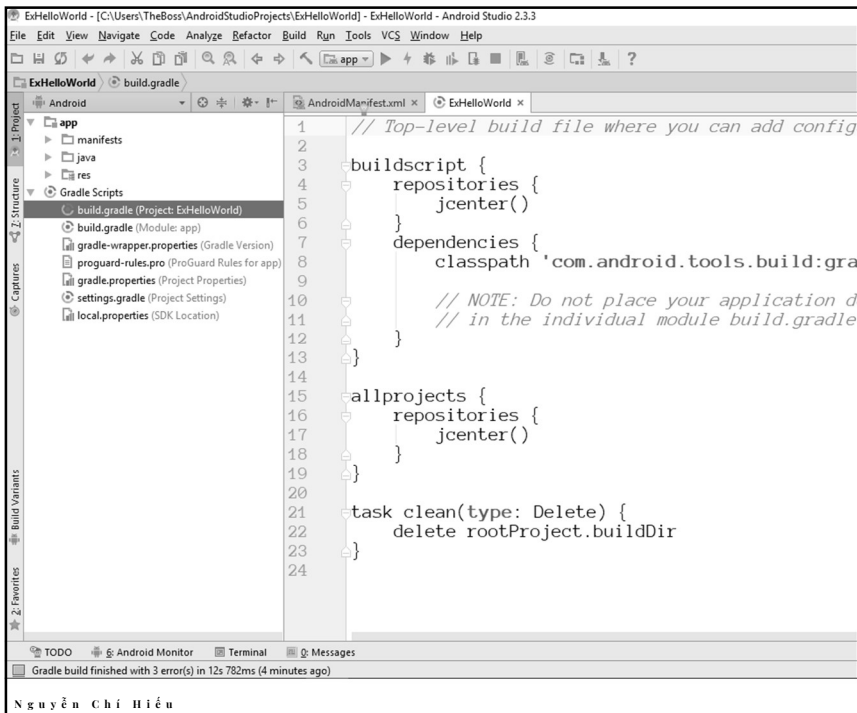 ExHelloWorld - [C:\Users\TheBoss\AndroidStudioProjects\ExHelloWorld] - ExHelloWorld - Android Studio 2.3.3
File Edit View Navigate Code Analyze Refactor Build Run Tools VCS Window Help
app
ExHelloWorld build.gradle
Android
AndroidManifest.xml ExHelloWorld
1: Project
7: Structure
Captures
Build Variants
2: Favorites
app
manifests
java
res
Gradle Scripts
build.gradle (Project: ExHelloWorld)
build.gradle (Module: app)
gradle-wrapper.properties (Gradle Version)
proguard-rules.pro (ProGuard Rules for app)
gradle.properties (Project Properties)
settings.gradle (Project Settings)
local.properties (SDK Location)
1 // Top-level build file where you can add config
2
3 buildscript {
4 repositories {
5 jcenter()
6 }
7 dependencies {
8 classpath 'com.android.tools.build:gra
9
10 // NOTE: Do not place your application d
11 // in the individual module build.gradle
12 }
13 }
14
15 allprojects {
16 repositories {
17 jcenter()
18 }
19 }
20
21 task clean(type: Delete) {
22 delete rootProject.buildDir
23 }
24
TODO 6: Android Monitor Terminal 0: Messages
Gradle build finished with 3 error(s) in 12s 782ms (4 minutes ago)
Nguyễn Chí Hiếu